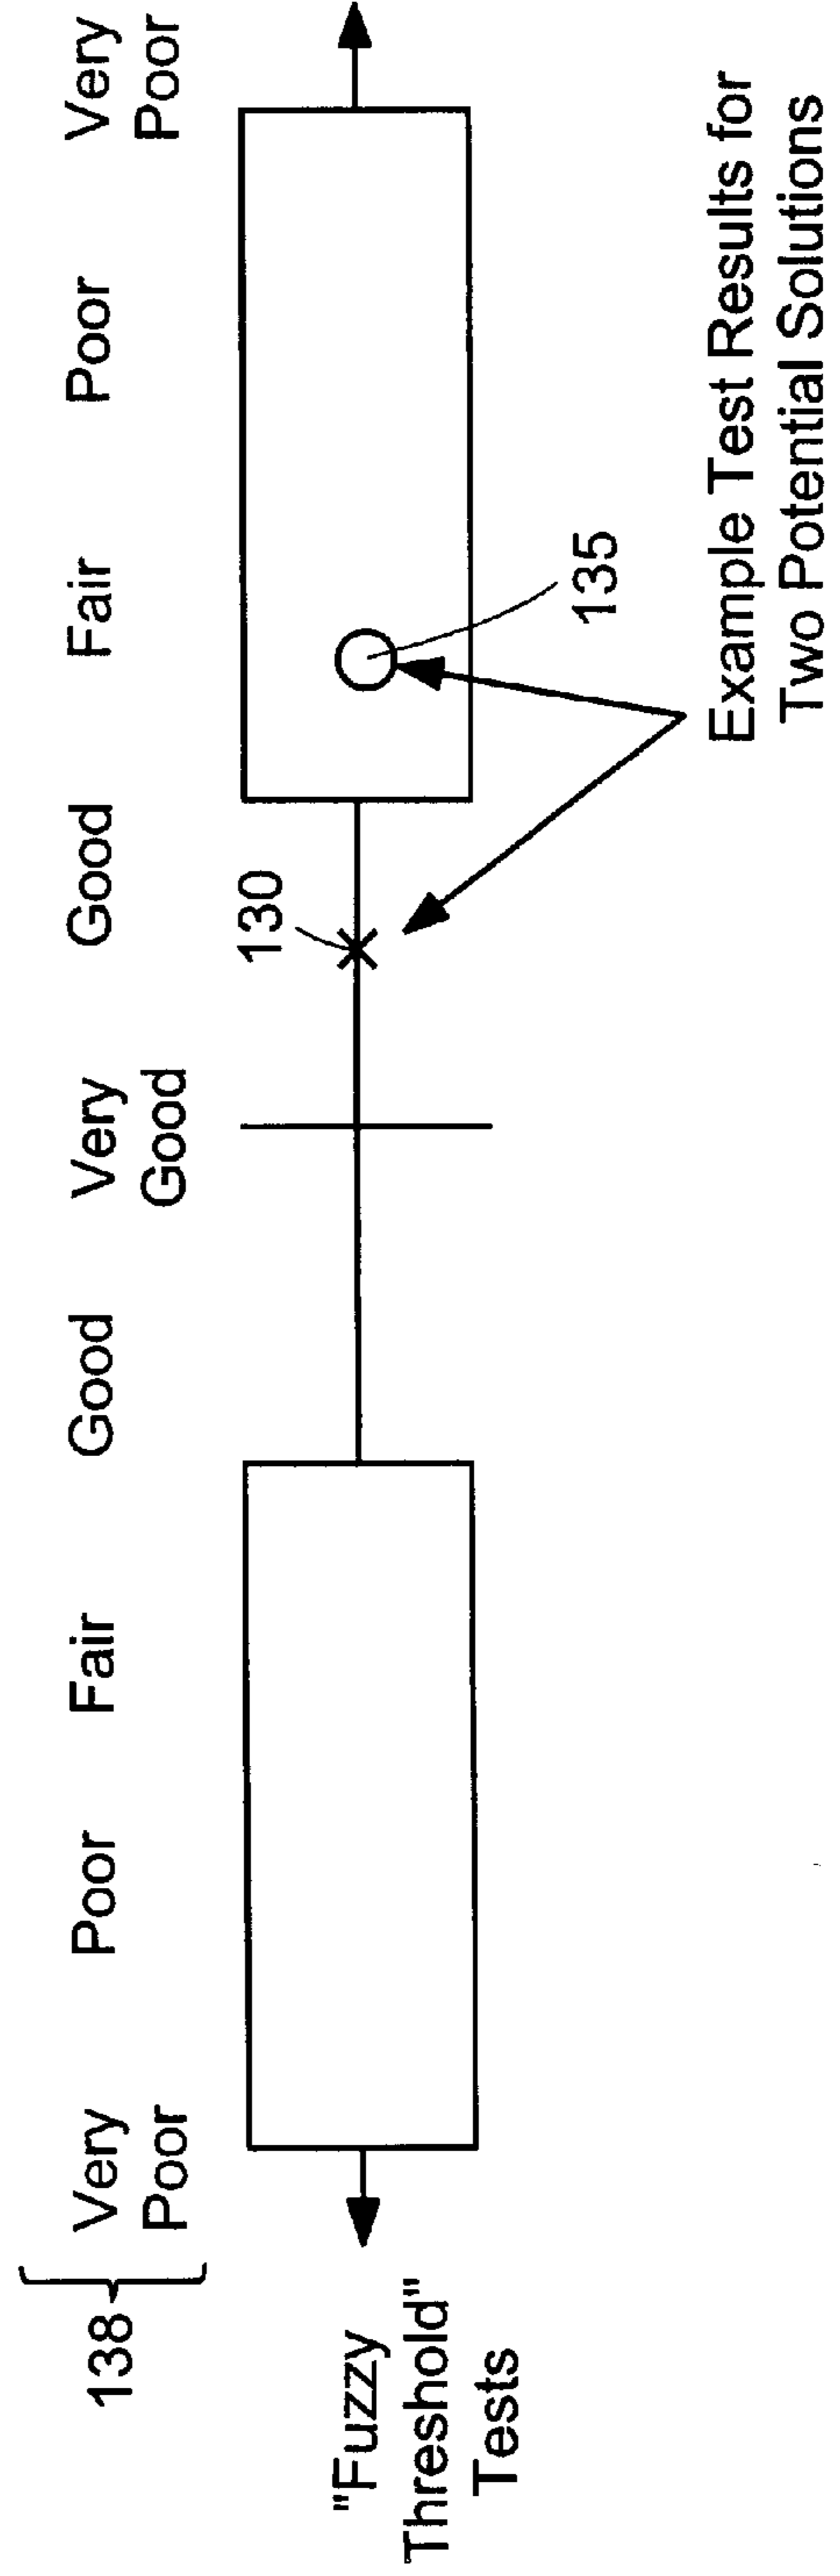 138
Very
Poor
Poor
Fair
Good
Very
Good
Good
Fair
Poor
Very
Poor
"Fuzzy
Threshold"
Tests
130
135
Example Test Results for
Two Potential Solutions